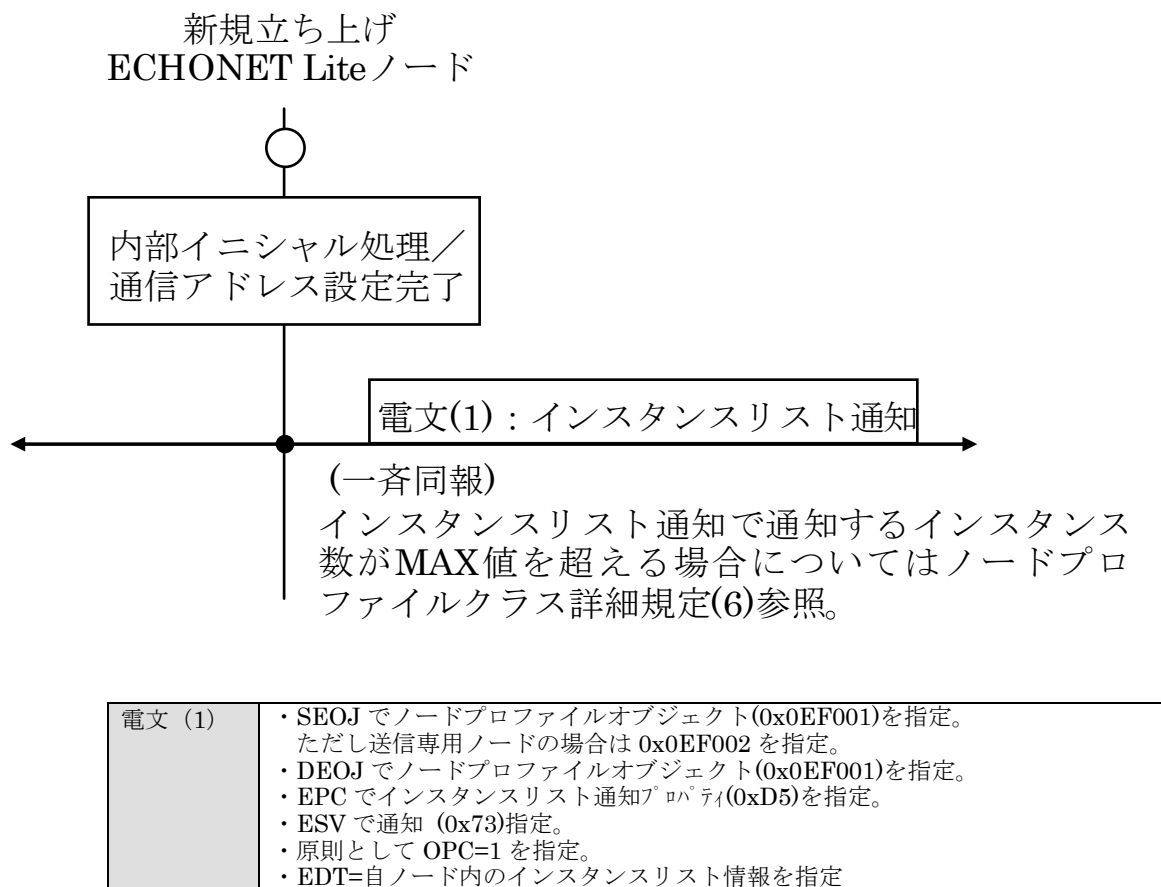 新規立ち上げ
ECHONET Liteノード
内部イニシャル処理／
通信アドレス設定完了
電文(1)：インスタンスリスト通知
(一斉同報)
インスタンスリスト通知で通知するインスタンス
数がMAX値を超える場合についてはノードプロ
ファイルクラス詳細規定(6)参照。
電文（1）
・SEOJ でノードプロファイルオブジェクト(0x0EF001)を指定。
ただし送信専用ノードの場合は 0x0EF002 を指定。
・DEOJ でノードプロファイルオブジェクト(0x0EF001)を指定。
・EPC でインスタンスリスト通知ﾌﾟﾛﾊﾟﾃｨ(0xD5)を指定。
・ESV で通知 (0x73)指定。
・原則として OPC=1 を指定。
・EDT=自ノード内のインスタンスリスト情報を指定